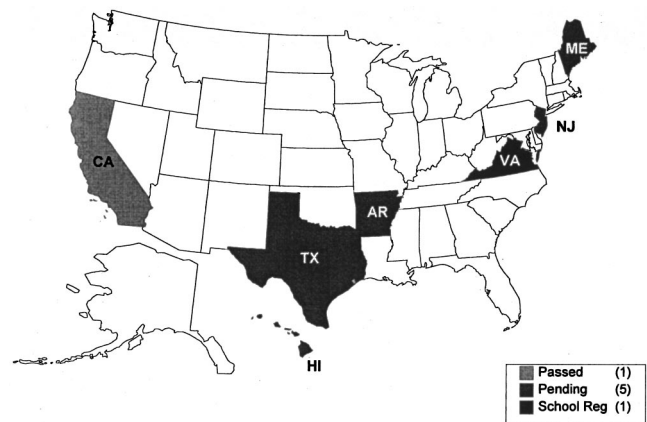 ME
NJ
CA
VA
AR
TX
HI
Passed (1)
Pending (5)
School Reg (1)